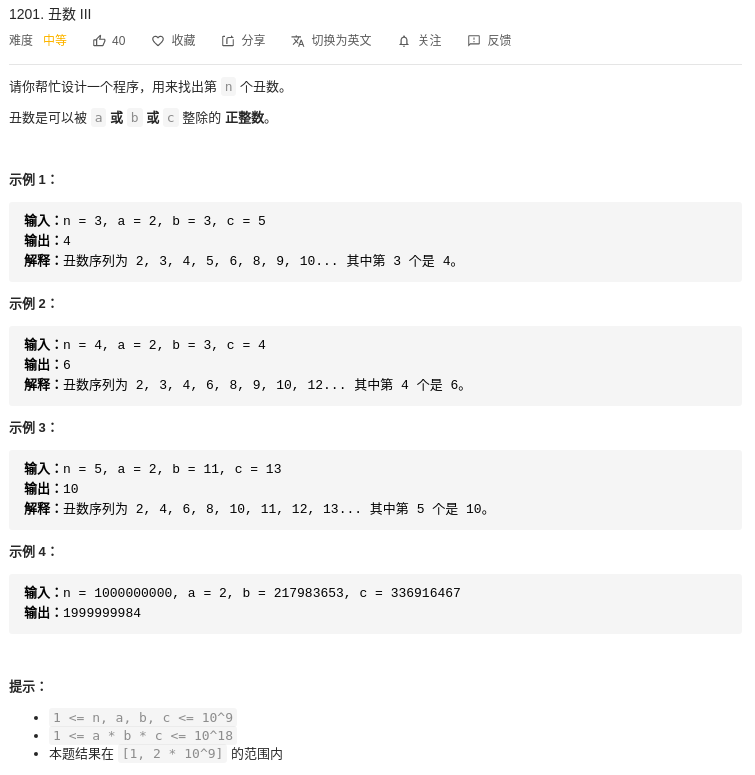 1201. 丑数 III
难度 中等 40 收藏 分享 切换为英文 关注 反馈
请你帮忙设计一个程序，用来找出第 n 个丑数。
丑数是可以被 a 或 b 或 c 整除的 正整数。
示例 1：
输入：n = 3, a = 2, b = 3, c = 5
输出：4
解释：丑数序列为 2, 3, 4, 5, 6, 8, 9, 10... 其中第 3 个是 4。
示例 2：
输入：n = 4, a = 2, b = 3, c = 4
输出：6
解释：丑数序列为 2, 3, 4, 6, 8, 9, 10, 12... 其中第 4 个是 6。
示例 3：
输入：n = 5, a = 2, b = 11, c = 13
输出：10
解释：丑数序列为 2, 4, 6, 8, 10, 11, 12, 13... 其中第 5 个是 10。
示例 4：
输入：n = 1000000000, a = 2, b = 217983653, c = 336916467
输出：1999999984
提示：
• 1 <= n, a, b, c <= 10^9
• 1 <= a * b * c <= 10^18
• 本题结果在 [1, 2 * 10^9] 的范围内